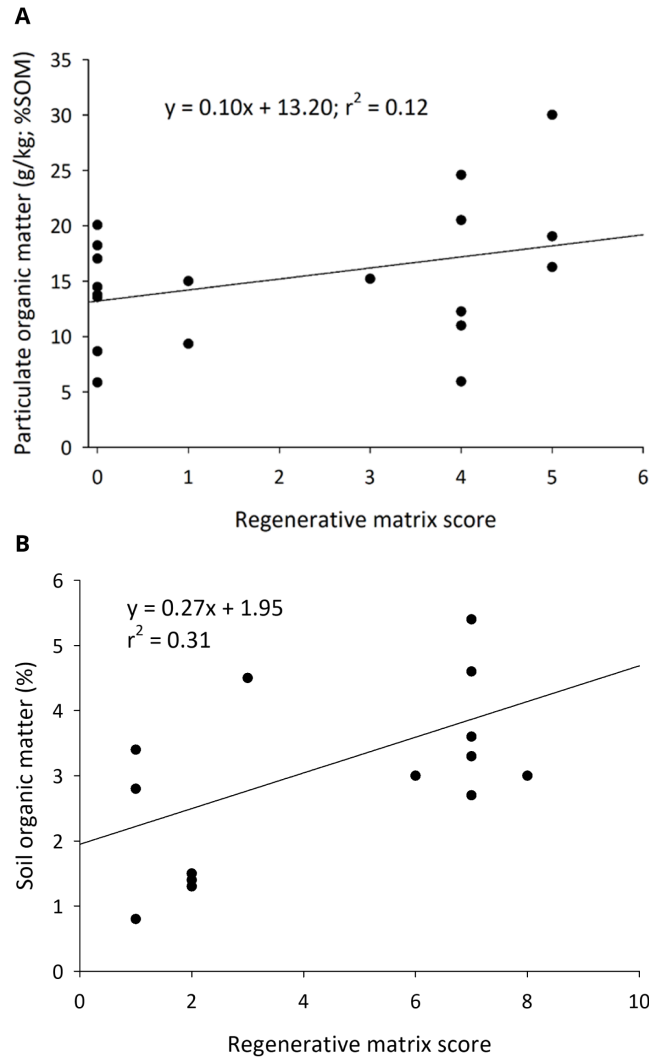 A
35
30
25
20
15
10
5
0
Particulate organic matter (g/kg; %SOM)
y = 0.10x + 13.20; r² = 0.12
0 1 2 3 4 5 6
Regenerative matrix score
B
6
5
4
3
2
1
0
Soil organic matter (%)
y = 0.27x + 1.95
r² = 0.31
0 2 4 6 8 10
Regenerative matrix score